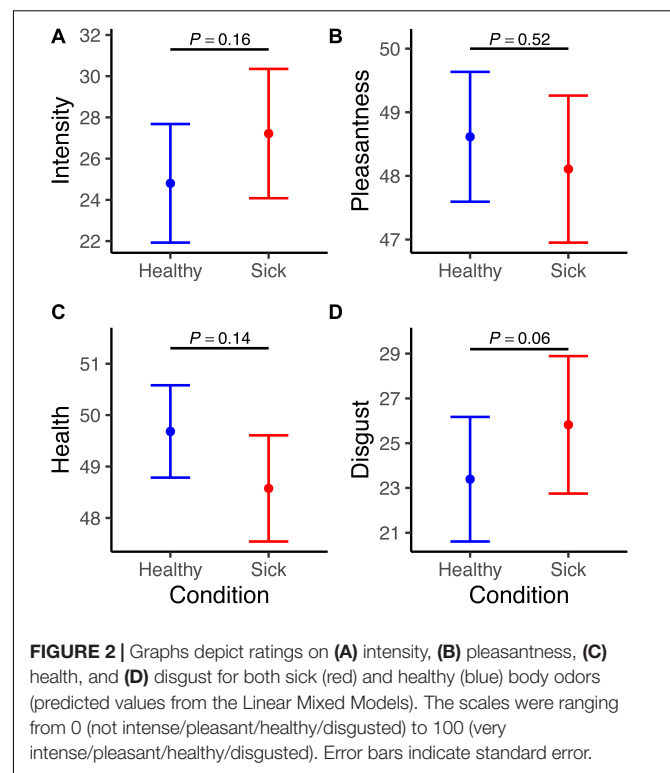 A
32
30
28
26
24
22
Intensity
P = 0.16
Healthy
Sick
B
50
49
48
47
Pleasantness
P = 0.52
Healthy
Sick
C
51
50
49
48
Health
P = 0.14
Healthy
Sick
Condition
D
29
27
25
23
21
Disgust
P = 0.06
Healthy
Sick
Condition
FIGURE 2 | Graphs depict ratings on (A) intensity, (B) pleasantness, (C)
health, and (D) disgust for both sick (red) and healthy (blue) body odors
(predicted values from the Linear Mixed Models). The scales were ranging
from 0 (not intense/pleasant/healthy/disgusted) to 100 (very
intense/pleasant/healthy/disgusted). Error bars indicate standard error.